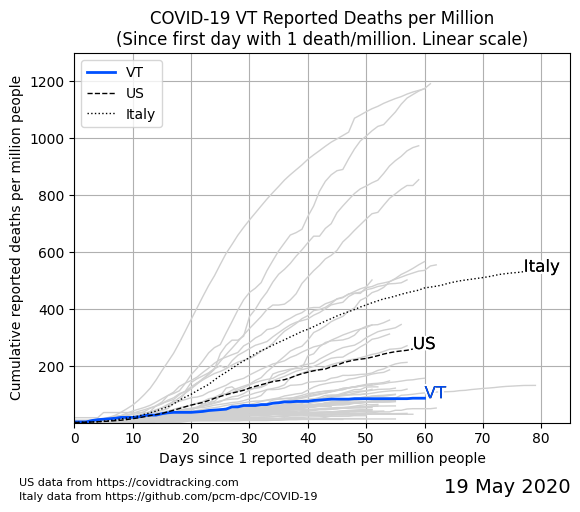 COVID-19 VT Reported Deaths per Million
(Since first day with 1 death/million. Linear scale)
Cumulative reported deaths per million people
1200
1000
800
600
400
200
VT
US
Italy
Italy
US
VT
0
10
20
30
40
50
60
70
80
Days since 1 reported death per million people
US data from https://covidtracking.com
Italy data from https://github.com/pcm-dpc/COVID-19
19 May 2020